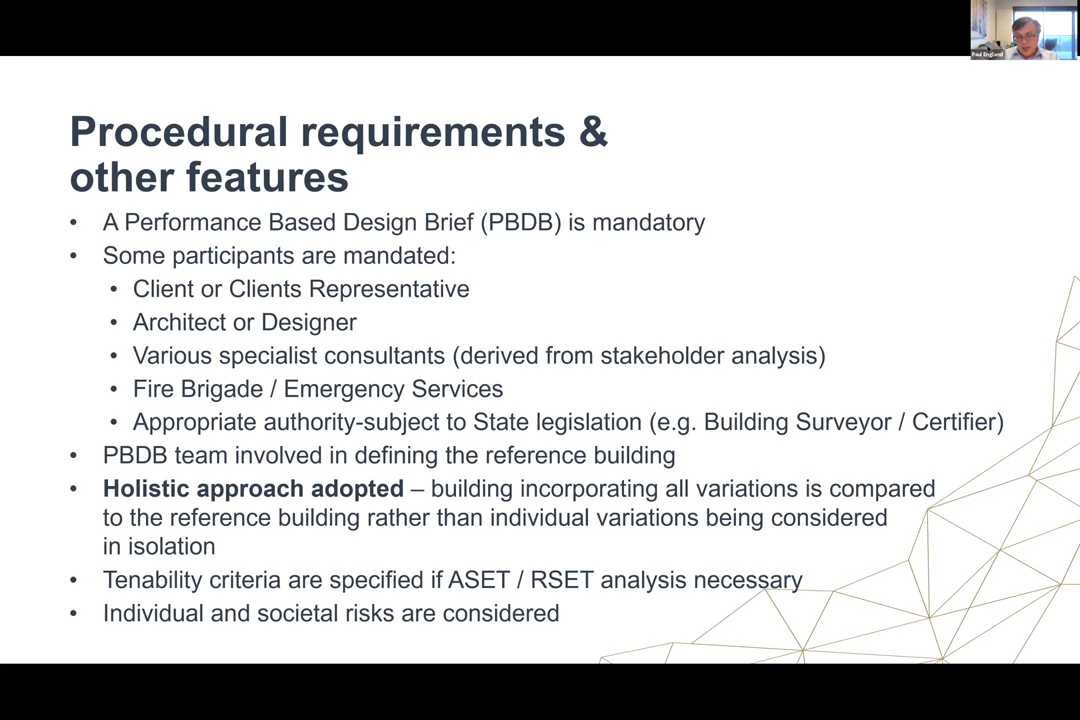 Paul England
Procedural requirements &
other features
• A Performance Based Design Brief (PBDB) is mandatory
• Some participants are mandated:
• Client or Clients Representative
• Architect or Designer
• Various specialist consultants (derived from stakeholder analysis)
• Fire Brigade / Emergency Services
• Appropriate authority-subject to State legislation (e.g. Building Surveyor / Certifier)
• PBDB team involved in defining the reference building
• Holistic approach adopted – building incorporating all variations is compared
to the reference building rather than individual variations being considered
in isolation
• Tenability criteria are specified if ASET / RSET analysis necessary
• Individual and societal risks are considered